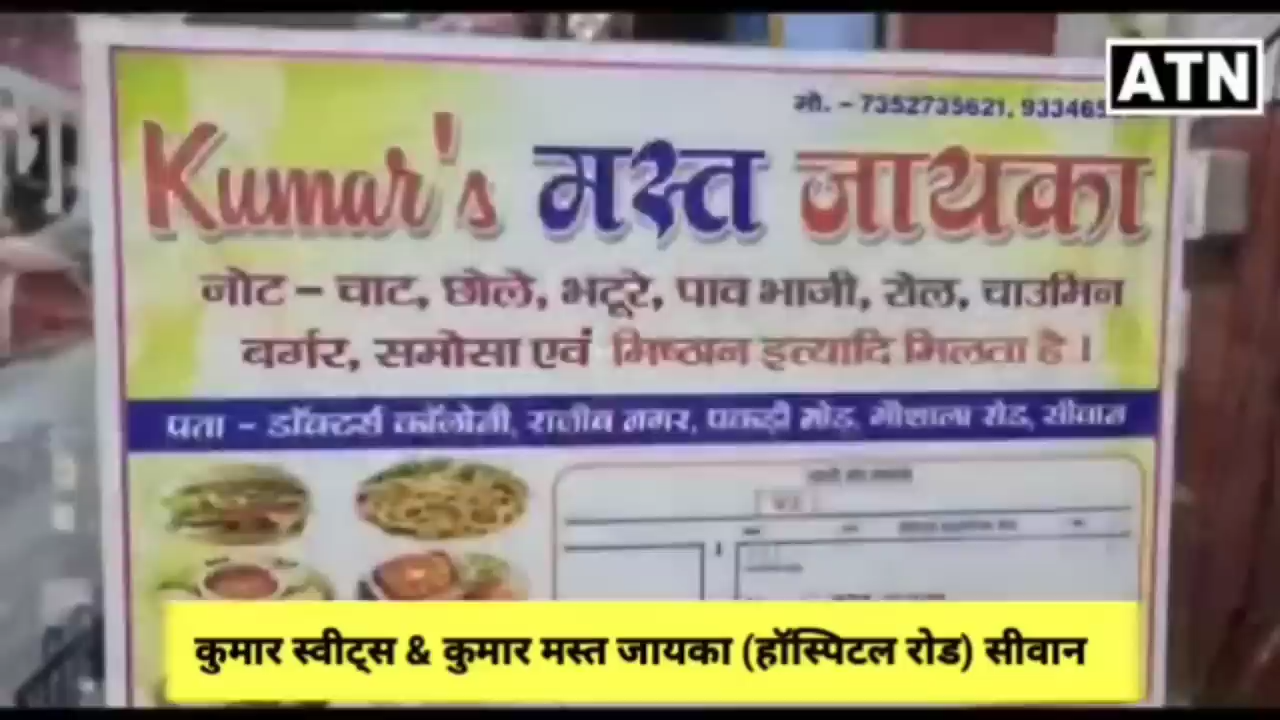 ATN
मो. - 7352735621, 933465
Kumar's मस्त जायका
नोट – चाट, छोले, भटूरे, पाव भाजी, रोल, चाउमिन
बर्गर, समोसा एवं मिष्ठान इत्यादि मिलता है।
पता - डॉक्टर्स कॉलोनी, राजीव नगर, पकड़ी मोड़, गौशाला रोड, सीवान
कुमार स्वीट्स & कुमार मस्त जायका (हॉस्पिटल रोड) सीवान